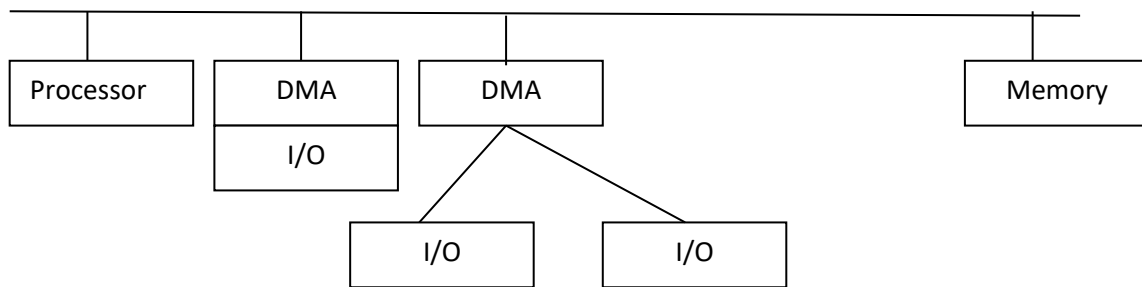 Processor
DMA
DMA
Memory
I/O
I/O
I/O